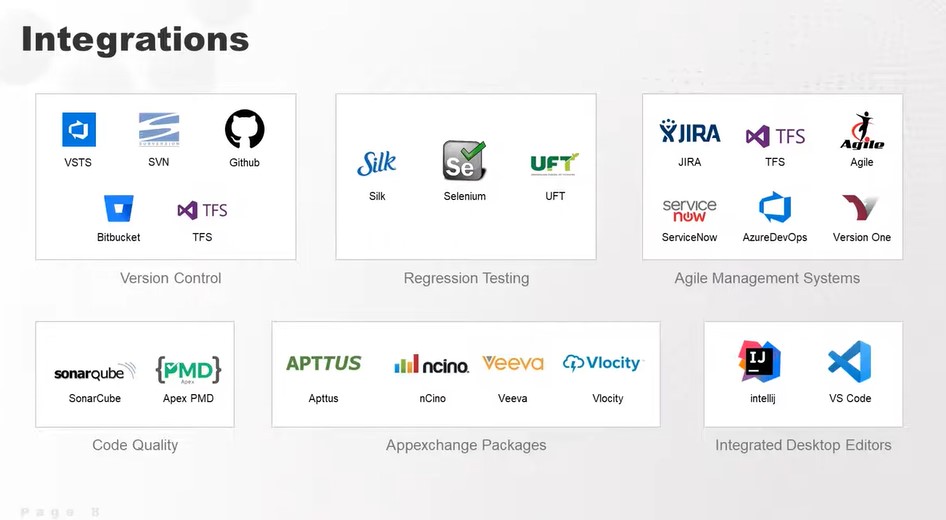 Integrations
VSTS
SUBVERSION
SVN
Github
Bitbucket
TFS
TFS
Version Control
Silk
Silk
Se
Selenium
UFT
UFT
Regression Testing
JIRA
JIRA
TFS
TFS
Agile
Agile
servicenow
ServiceNow
AzureDevOps
Version One
Agile Management Systems
sonarqube
SonarCube
{PMD}
Apex
Apex PMD
Code Quality
APTTUS
Apttus
ncino.
nCino
Veeva
Veeva
Vlocity
Vlocity
Appexchange Packages
IJ
intellij
VS Code
Integrated Desktop Editors
Page 8